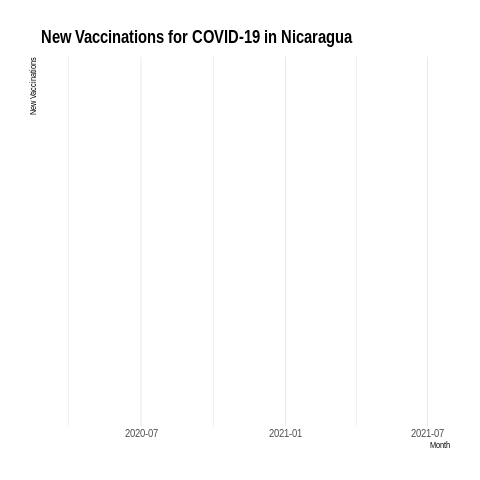 New Vaccinations for COVID-19 in Nicaragua
New Vaccinations
2020-07
2021-01
2021-07
Month